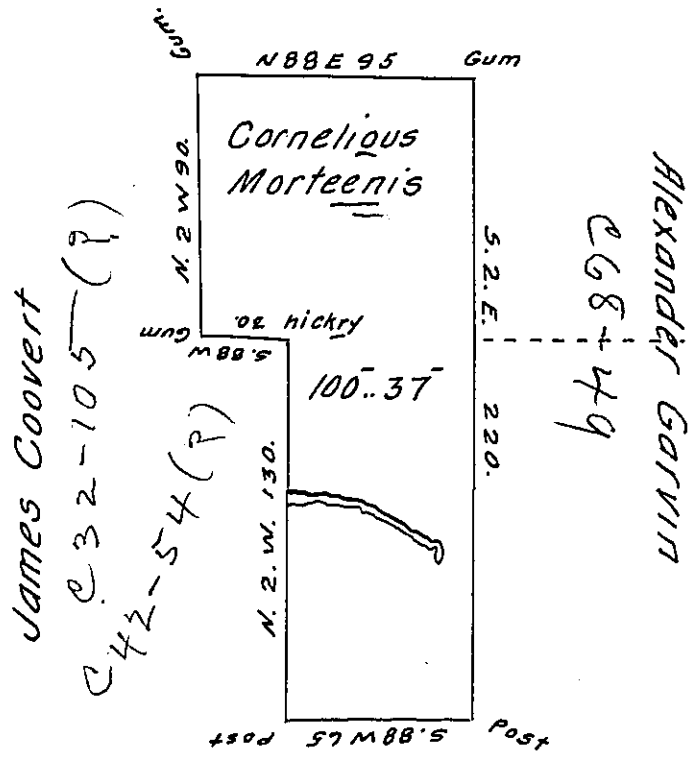 Gum.
N 88 E 95
Gum
Cornelious
Morteenis
N. 2 W 90.
S. 2. E.
220.
Alexander Garvin
C68-49
hickry
20.
S.88W
Gum
100..37
N. 2. W. 130.
James Coovert
C32-105-(?)
C42-54(?)
Post
S.88W 65
Post